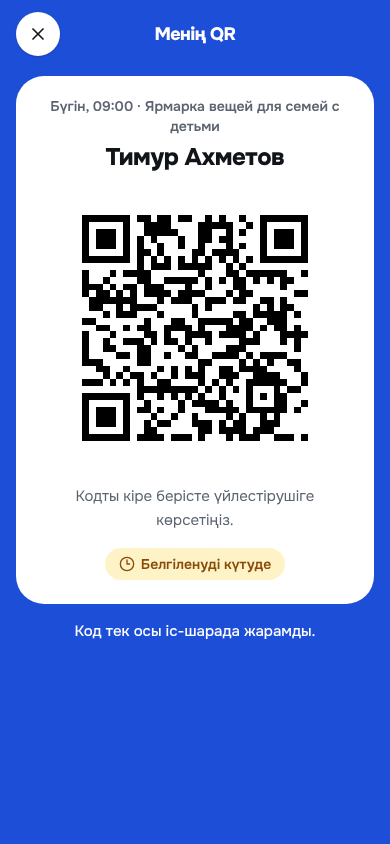 Менің QR
Бүгін, 09:00 · Ярмарка вещей для семей с
детьми
Тимур Ахметов
Кодты кіре берісте үйлестірушіге
көрсетіңіз.
Белгіленуді күтуде
Код тек осы іс-шарада жарамды.